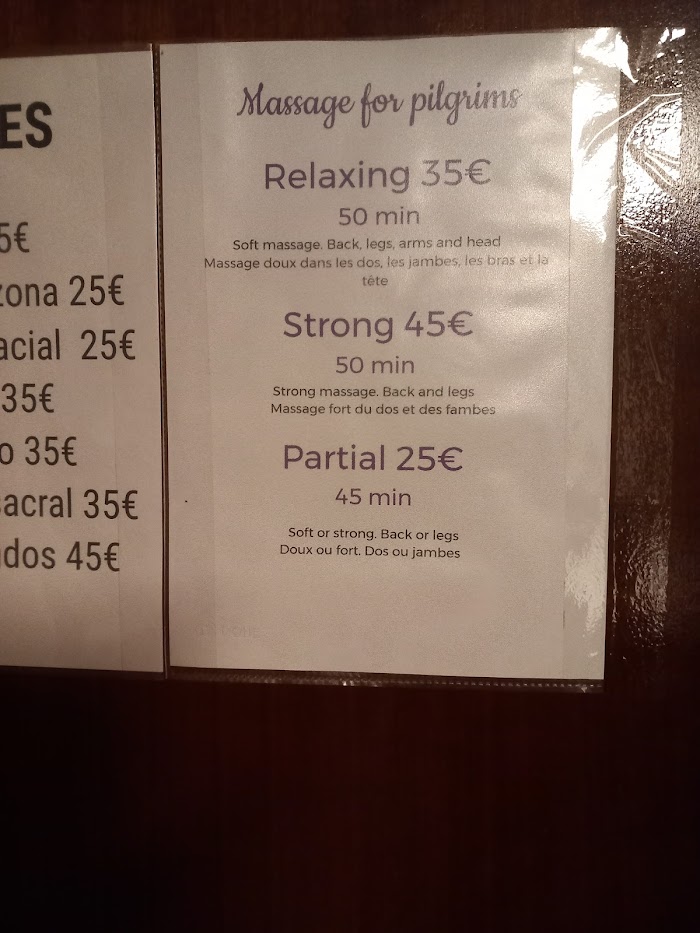 ES
5€
zona 25€
acial 25€
35€
o 35€
sacral 35€
dos 45€
Massage for pilgrims
Relaxing 35€
50 min
Soft massage. Back, legs, arms and head
Massage doux dans les dos, les jambes, les bras et la
tête
Strong 45€
50 min
Strong massage. Back and legs
Massage fort du dos et des fambes
Partial 25€
45 min
Soft or strong. Back or legs
Doux ou fort. Dos ou jambes